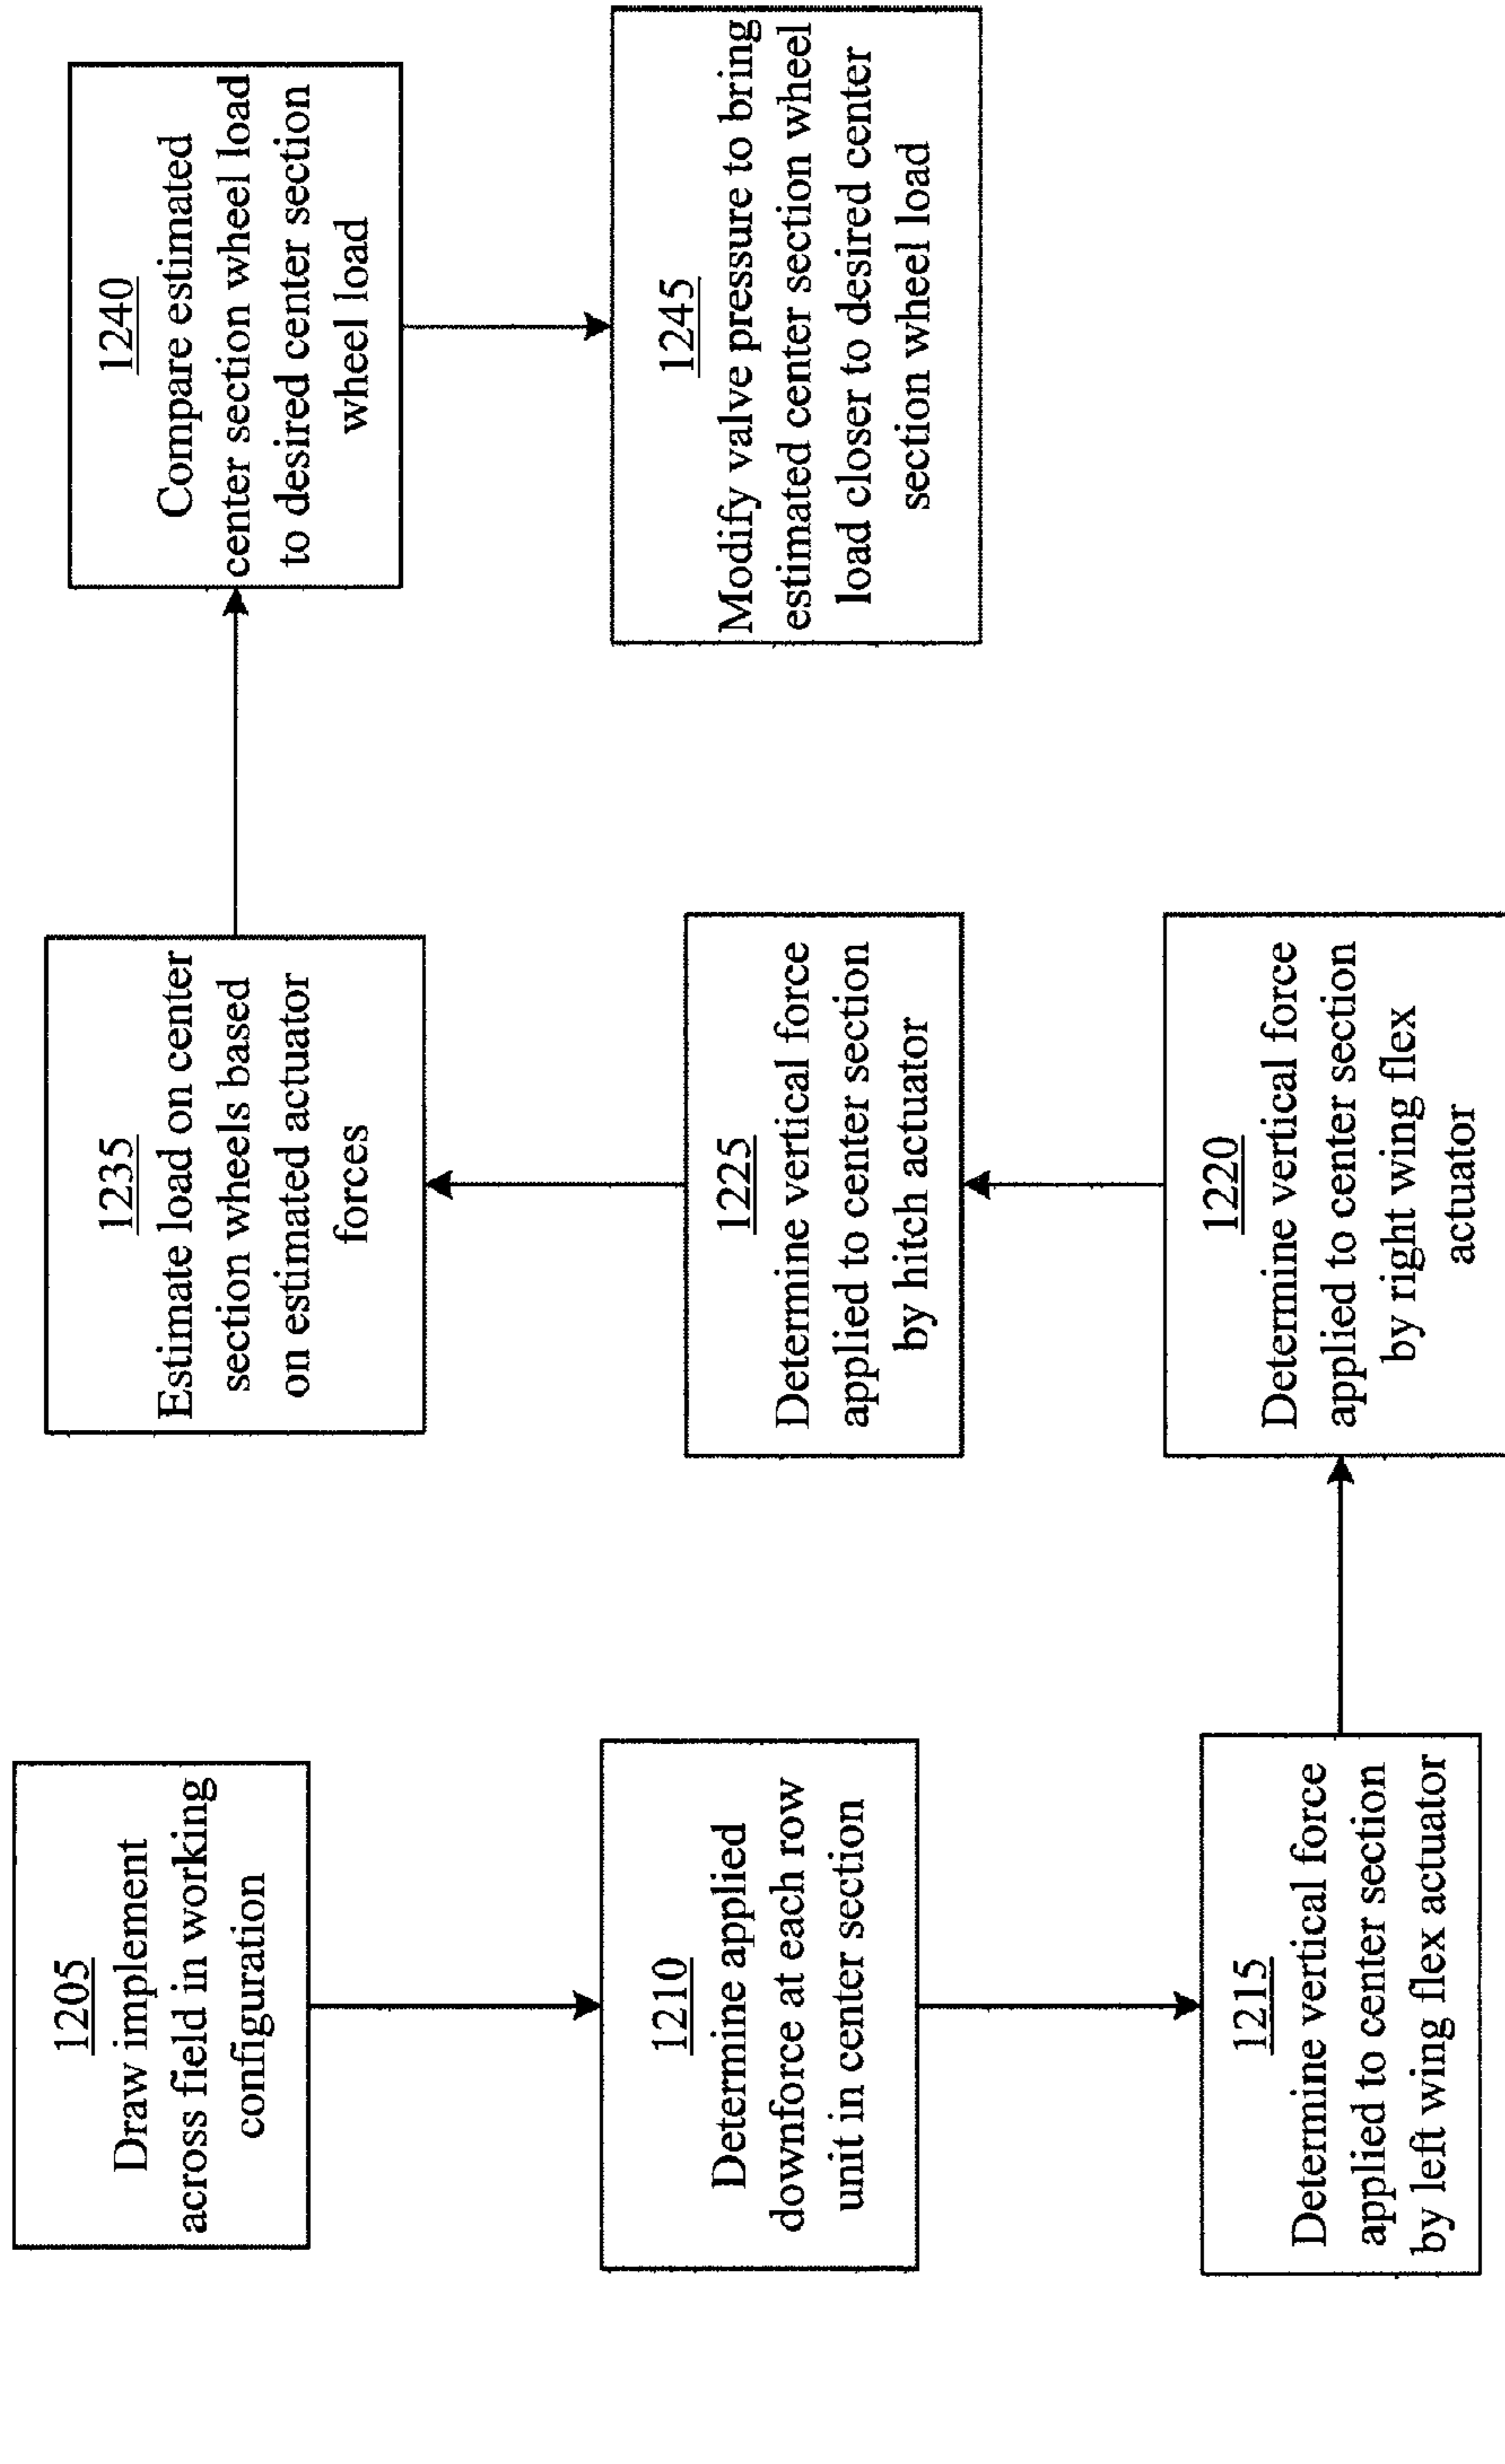 1205
Draw implement
across field in working
configuration
1210
Determine applied
downforce at each row
unit in center section
1215
Determine vertical force
applied to center section
by left wing flex actuator
1220
Determine vertical force
applied to center section
by right wing flex
actuator
1225
Determine vertical force
applied to center section
by hitch actuator
1235
Estimate load on center
section wheels based
on estimated actuator
forces
1240
Compare estimated
center section wheel load
to desired center section
wheel load
1245
Modify valve pressure to bring
estimated center section wheel
load closer to desired center
section wheel load